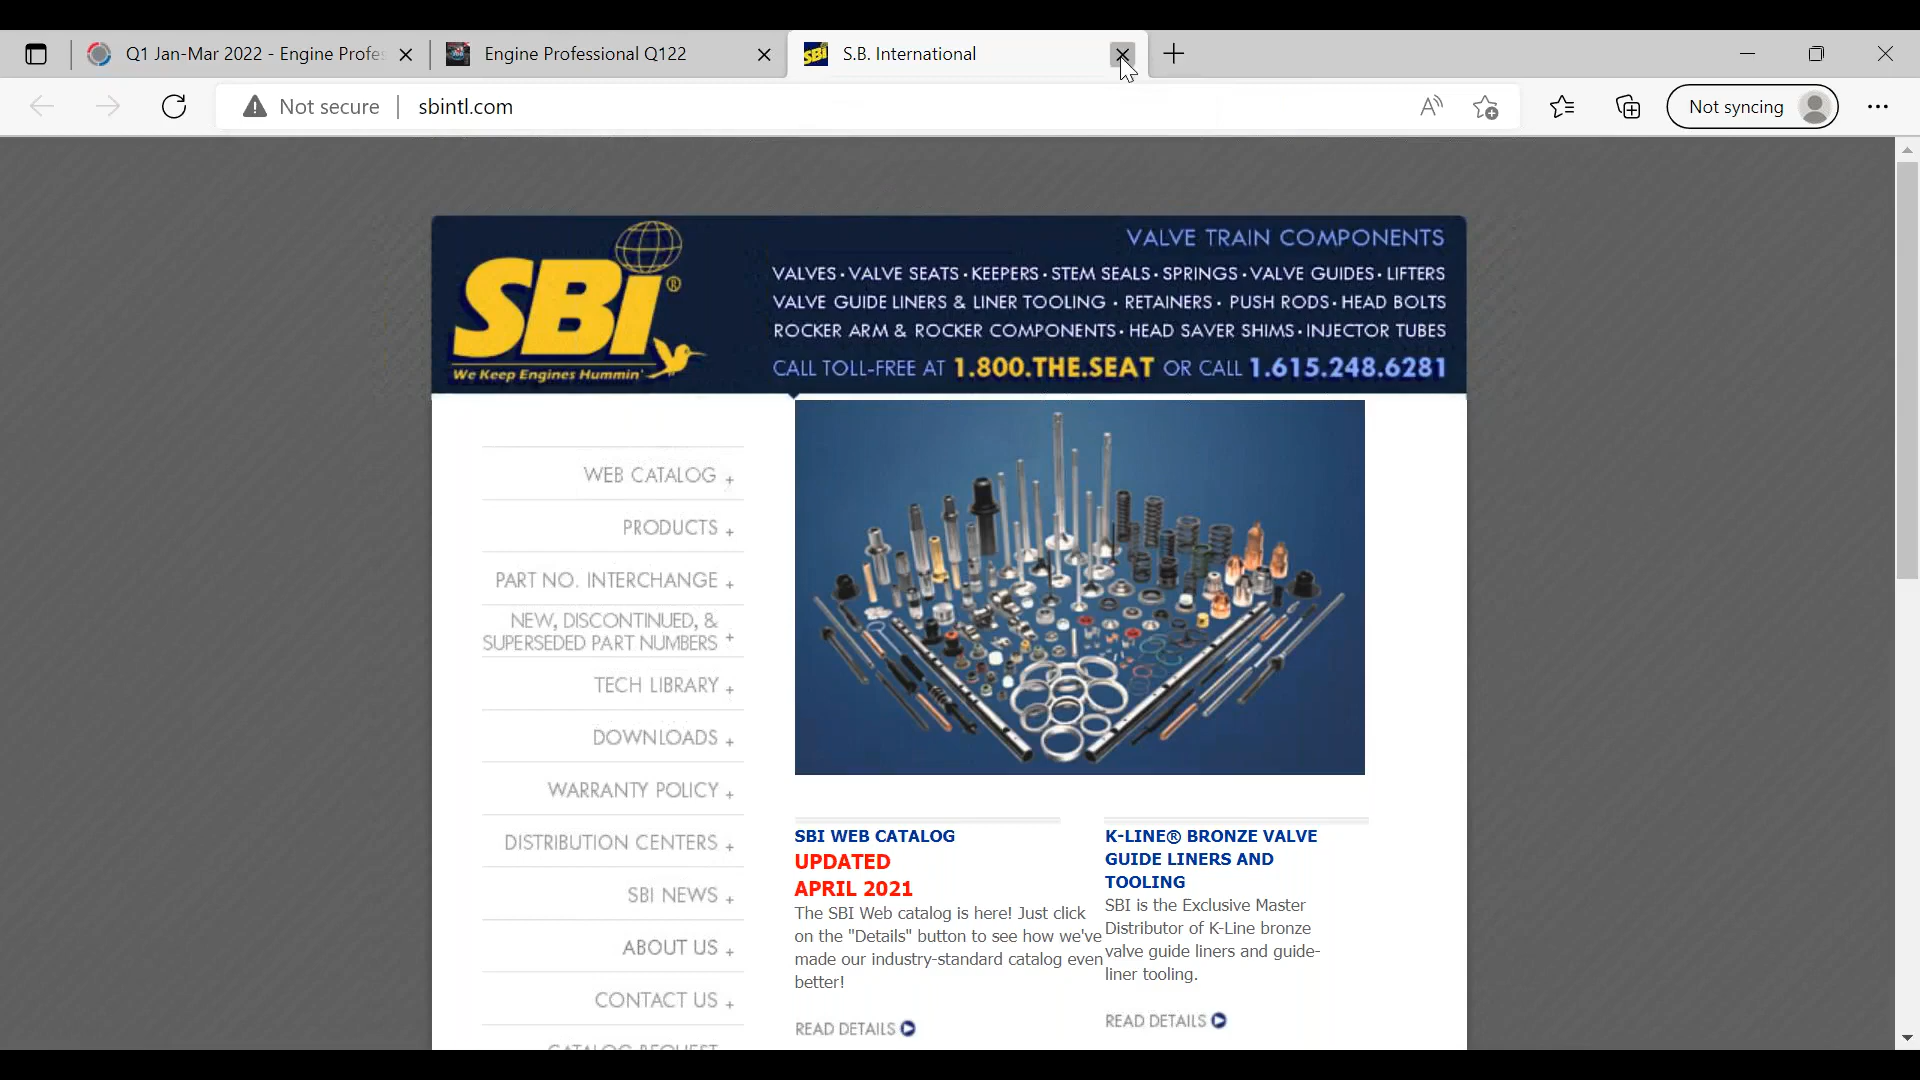 Q1 Jan-Mar 2022 - Engine Profes
Engine Professional Q122
S.B. International
Not secure
sbintl.com
Not syncing
SBi®
We Keep Engines Hummin'
VALVE TRAIN COMPONENTS
VALVES · VALVE SEATS · KEEPERS · STEM SEALS · SPRINGS · VALVE GUIDES · LIFTERS
VALVE GUIDE LINERS & LINER TOOLING · RETAINERS · PUSH RODS · HEAD BOLTS
ROCKER ARM & ROCKER COMPONENTS · HEAD SAVER SHIMS · INJECTOR TUBES
CALL TOLL-FREE AT 1.800.THE.SEAT OR CALL 1.615.248.6281
WEB CATALOG +
PRODUCTS +
PART NO. INTERCHANGE +
NEW, DISCONTINUED, &
SUPERSEDED PART NUMBERS +
TECH LIBRARY +
DOWNLOADS +
WARRANTY POLICY +
DISTRIBUTION CENTERS +
SBI NEWS +
ABOUT US +
CONTACT US +
CATALOG REQUEST
SBI WEB CATALOG
UPDATED
APRIL 2021
The SBI Web catalog is here! Just click
on the "Details" button to see how we've
made our industry-standard catalog even
better!
READ DETAILS
K-LINE® BRONZE VALVE
GUIDE LINERS AND
TOOLING
SBI is the Exclusive Master
Distributor of K-Line bronze
valve guide liners and guide-
liner tooling.
READ DETAILS